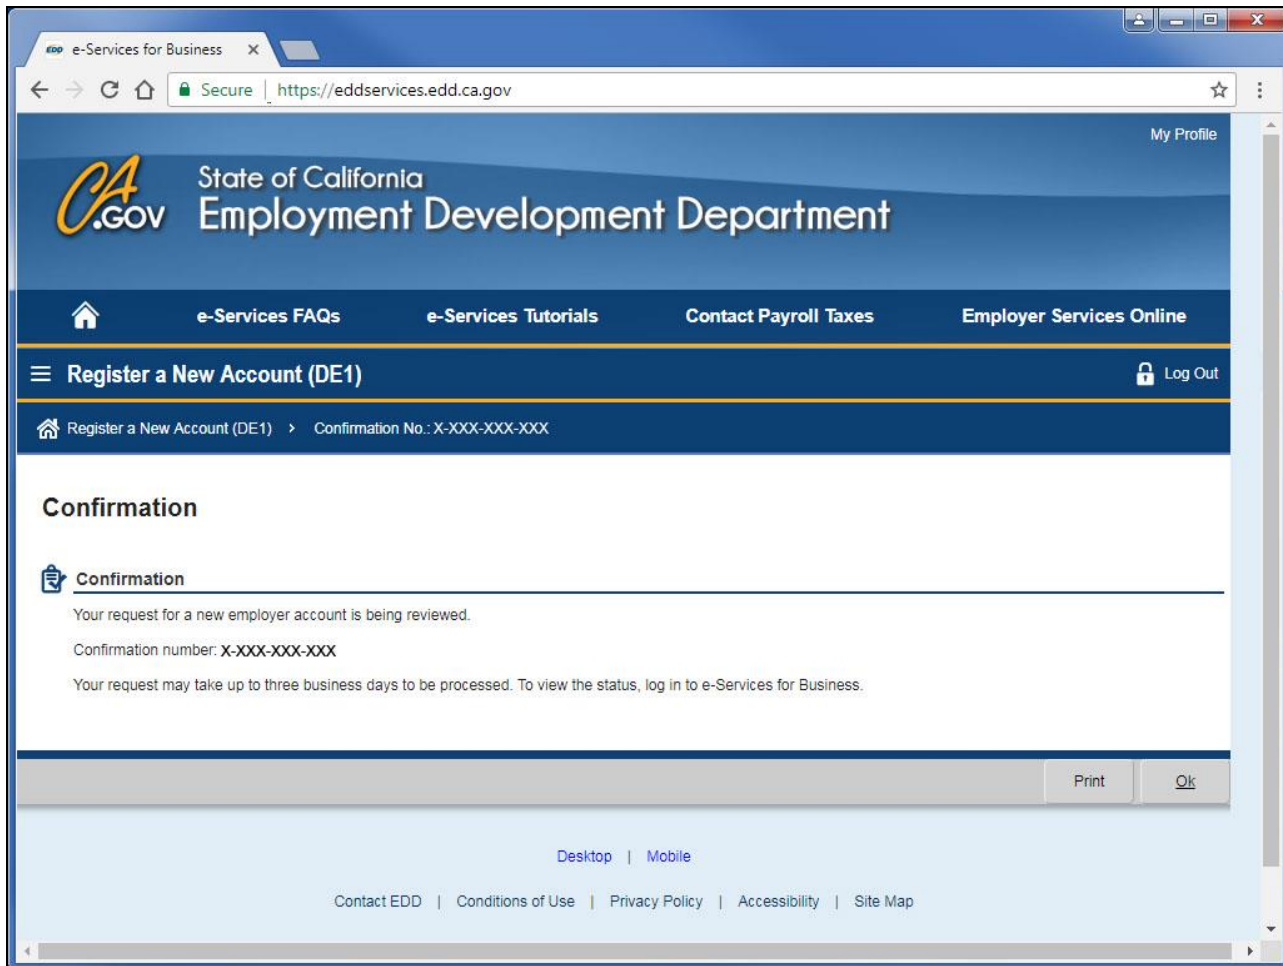 EDD e-Services for Business
Secure | https://eddservices.edd.ca.gov
My Profile
CA.GOV
State of California
Employment Development Department
e-Services FAQs e-Services Tutorials Contact Payroll Taxes Employer Services Online
Register a New Account (DE1) Log Out
Register a New Account (DE1) > Confirmation No.: X-XXX-XXX-XXX
Confirmation
Confirmation
Your request for a new employer account is being reviewed.
Confirmation number: X-XXX-XXX-XXX
Your request may take up to three business days to be processed. To view the status, log in to e-Services for Business.
Print Ok
Desktop | Mobile
Contact EDD | Conditions of Use | Privacy Policy | Accessibility | Site Map